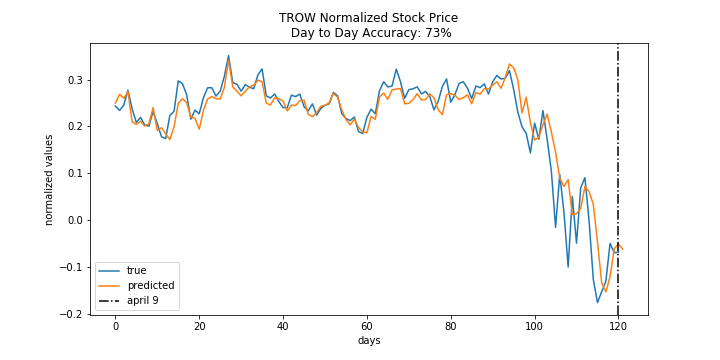 TROW Normalized Stock Price
Day to Day Accuracy: 73%
normalized values
0.3
0.2
0.1
0.0
−0.1
−0.2
true
predicted
april 9
0 20 40 60 80 100 120
days